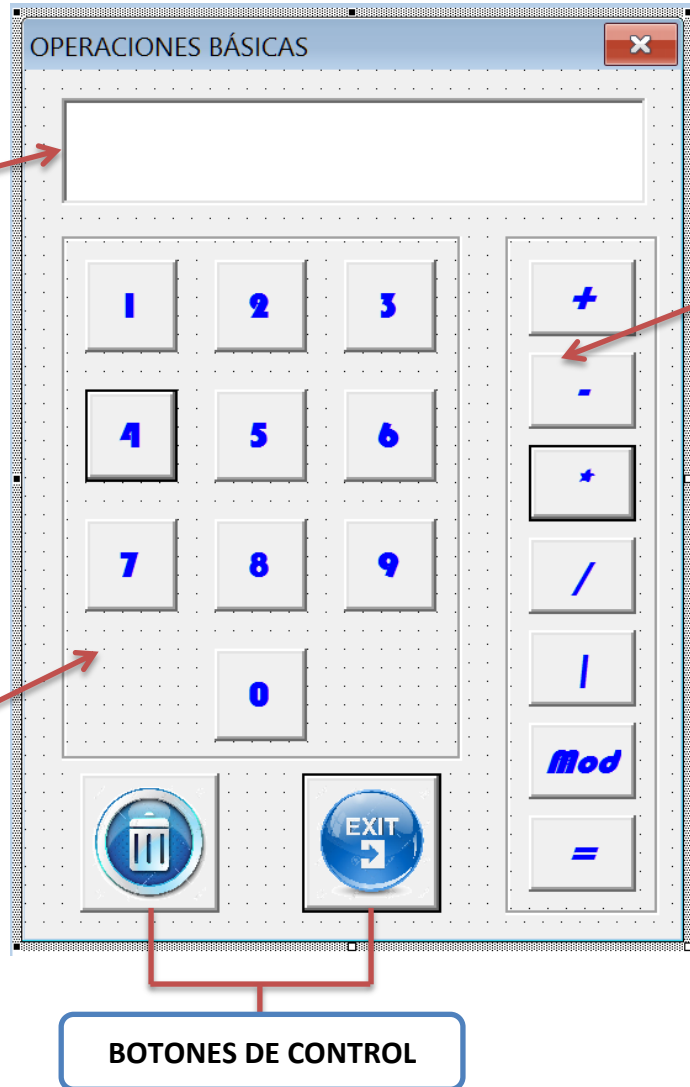 OPERACIONES BÁSICAS
1 2 3 +
-
4 5 6 *
7 8 9 /
0 \
Mod
=
EXIT
BOTONES DE CONTROL